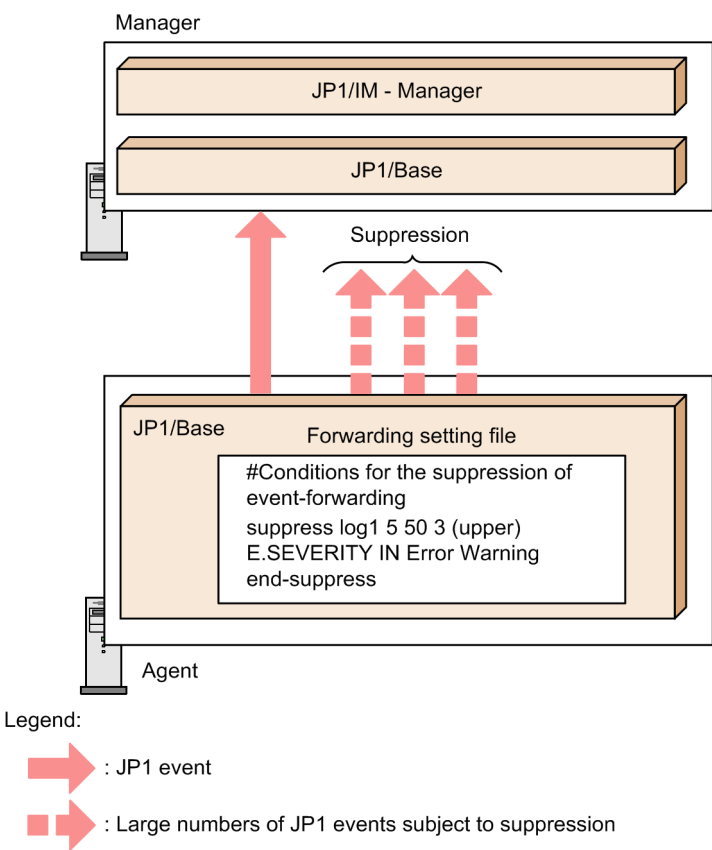 Manager
JP1/IM - Manager
JP1/Base
Suppression
JP1/Base
Forwarding setting file
#Conditions for the suppression of
event-forwarding
suppress log1 5 50 3 (upper)
E.SEVERITY IN Error Warning
end-suppress
Agent
Legend:
: JP1 event
: Large numbers of JP1 events subject to suppression